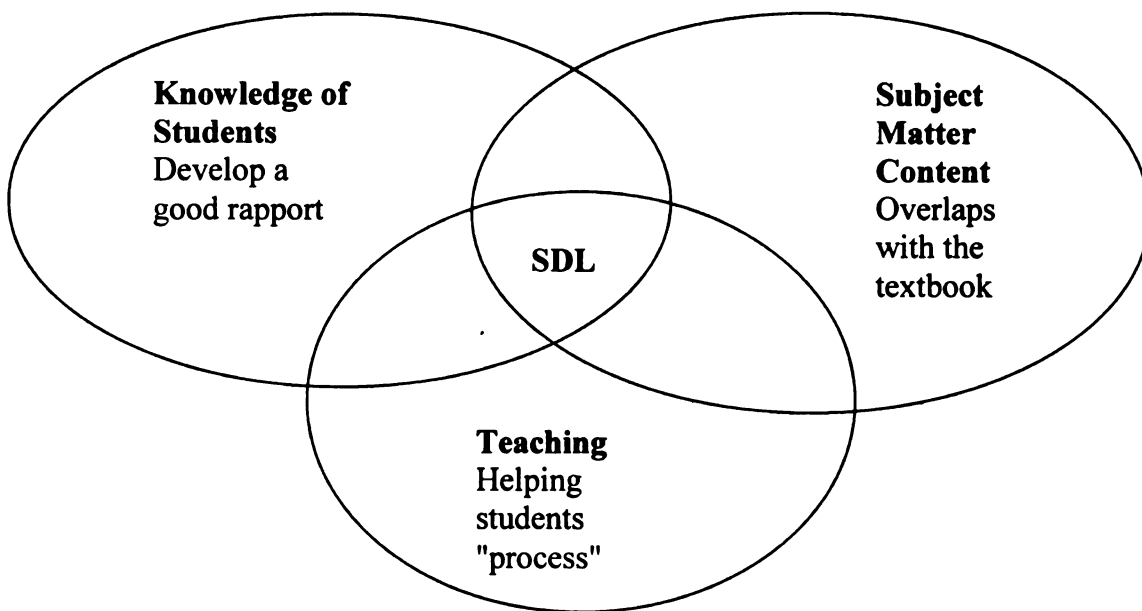 Knowledge of
Students
Develop a
good rapport
Subject
Matter
Content
Overlaps
with the
textbook
SDL
Teaching
Helping
students
"process"